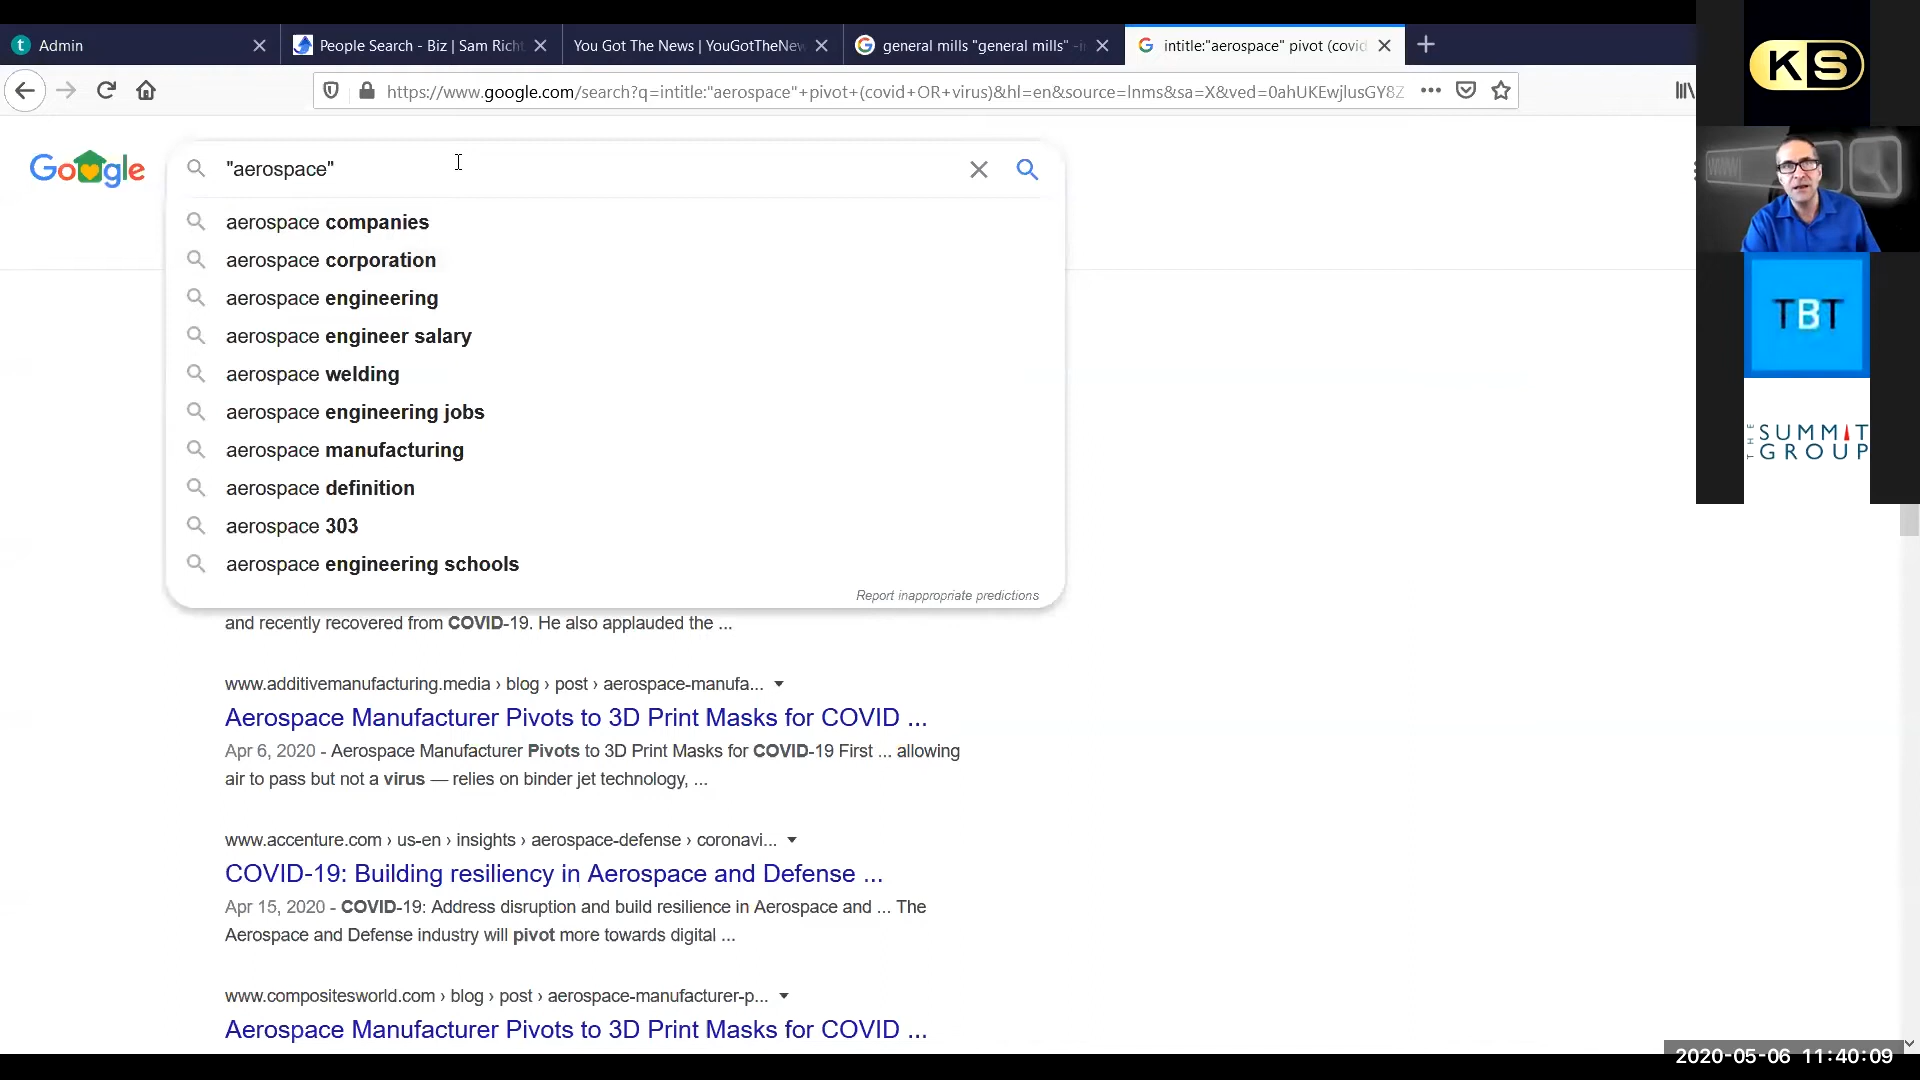 Admin
People Search - Biz | Sam Richt
You Got The News | YouGotTheNew
general mills "general mills" -i
intitle:"aerospace" pivot (covid
https://www.google.com/search?q=intitle:"aerospace"+pivot+(covid+OR+virus)&hl=en&source=lnms&sa=X&ved=0ahUKEwjlusGY8Z
Google
"aerospace"
aerospace companies
aerospace corporation
aerospace engineering
aerospace engineer salary
aerospace welding
aerospace engineering jobs
aerospace manufacturing
aerospace definition
aerospace 303
aerospace engineering schools
Report inappropriate predictions
and recently recovered from COVID-19. He also applauded the ...
www.additivemanufacturing.media › blog › post › aerospace-manufa...
Aerospace Manufacturer Pivots to 3D Print Masks for COVID ...
Apr 6, 2020 - Aerospace Manufacturer Pivots to 3D Print Masks for COVID-19 First ... allowing
air to pass but not a virus — relies on binder jet technology, ...
www.accenture.com › us-en › insights › aerospace-defense › coronavi...
COVID-19: Building resiliency in Aerospace and Defense ...
Apr 15, 2020 - COVID-19: Address disruption and build resilience in Aerospace and ... The
Aerospace and Defense industry will pivot more towards digital ...
www.compositesworld.com › blog › post › aerospace-manufacturer-p...
Aerospace Manufacturer Pivots to 3D Print Masks for COVID ...
KS
WWW
TBT
THE SUMMIT
GROUP
2020-05-06 11:40:09